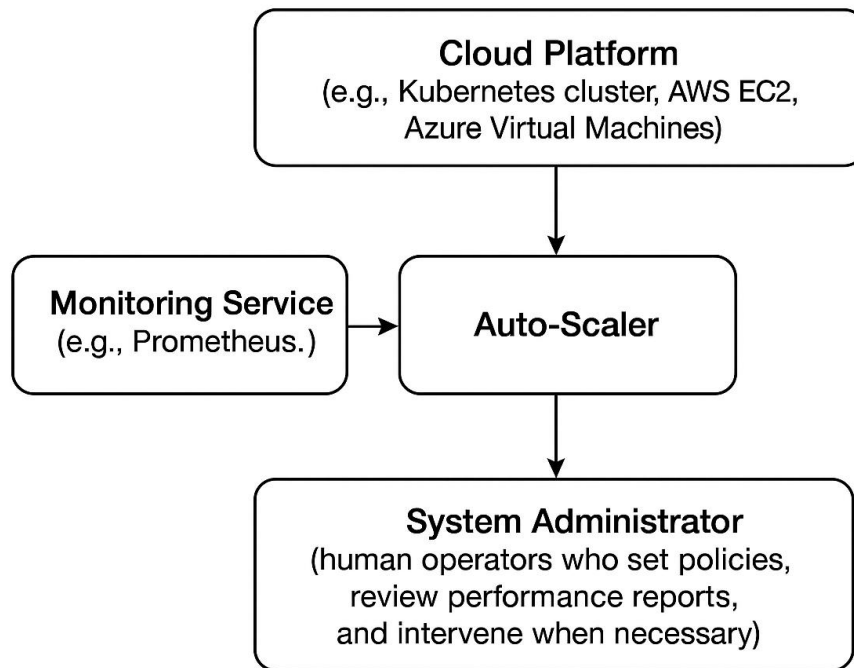 Cloud Platform
(e.g., Kubernetes cluster, AWS EC2,
Azure Virtual Machines)
Monitoring Service
(e.g., Prometheus.)
Auto-Scaler
System Administrator
(human operators who set policies,
review performance reports,
and intervene when necessary)